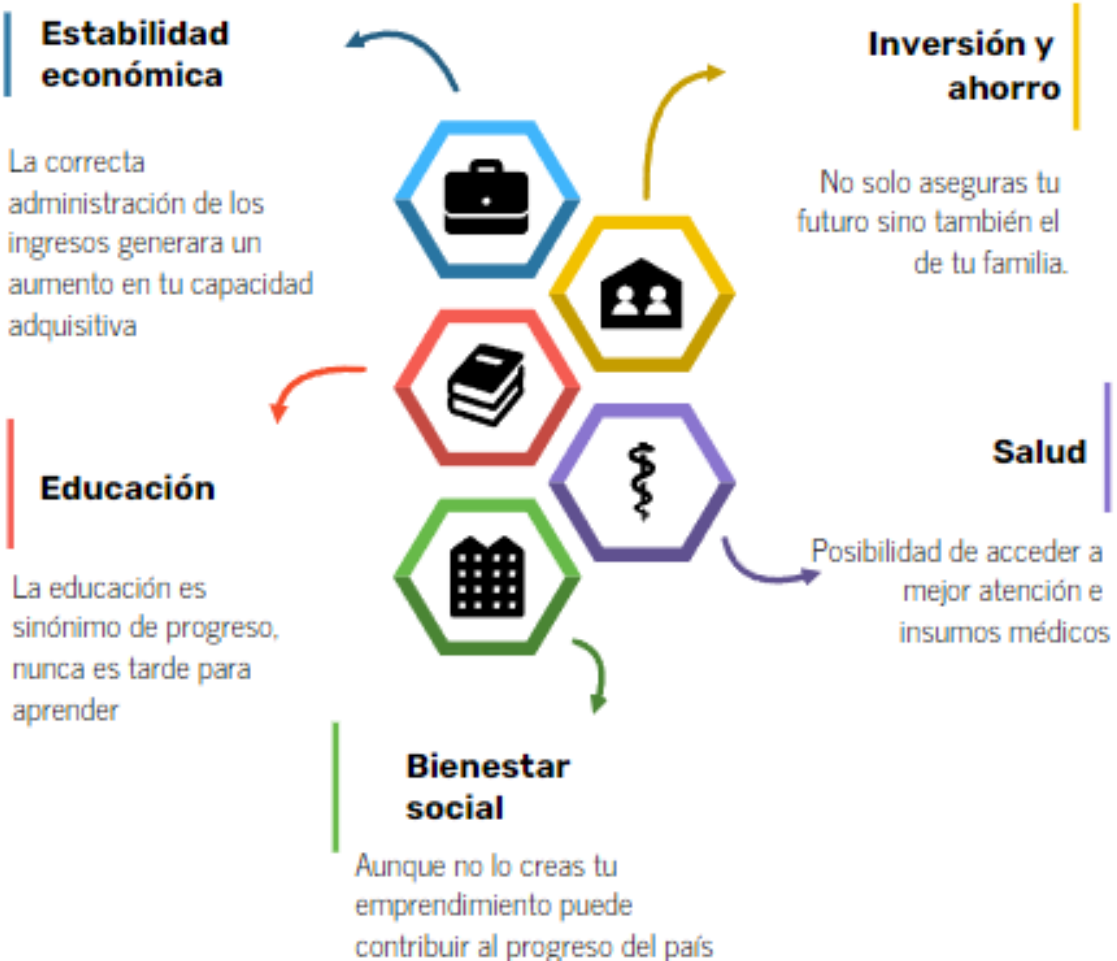 Estabilidad
económica
La correcta
administración de los
ingresos generara un
aumento en tu capacidad
adquisitiva
Inversión y
ahorro
No solo aseguras tu
futuro sino también el
de tu familia.
Educación
La educación es
sinónimo de progreso,
nunca es tarde para
aprender
Salud
Posibilidad de acceder a
mejor atención e
insumos médicos
Bienestar
social
Aunque no lo creas tu
emprendimiento puede
contribuir al progreso del país